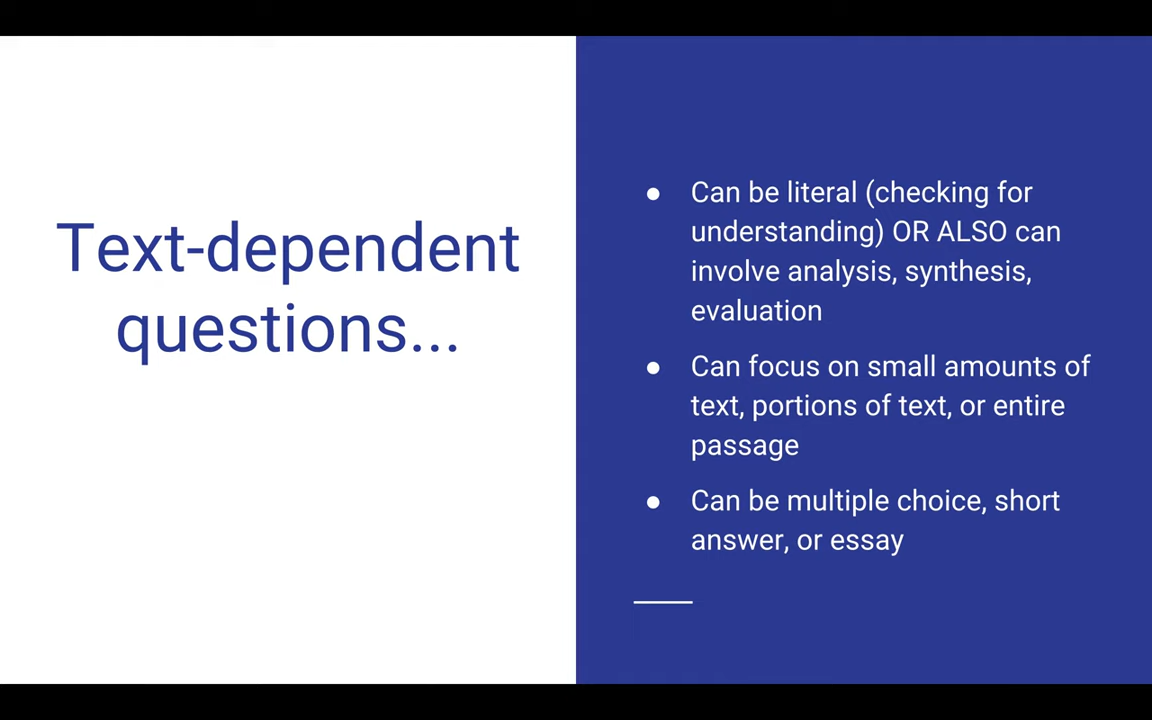 Text-dependent
questions...
● Can be literal (checking for
understanding) OR ALSO can
involve analysis, synthesis,
evaluation
● Can focus on small amounts of
text, portions of text, or entire
passage
● Can be multiple choice, short
answer, or essay